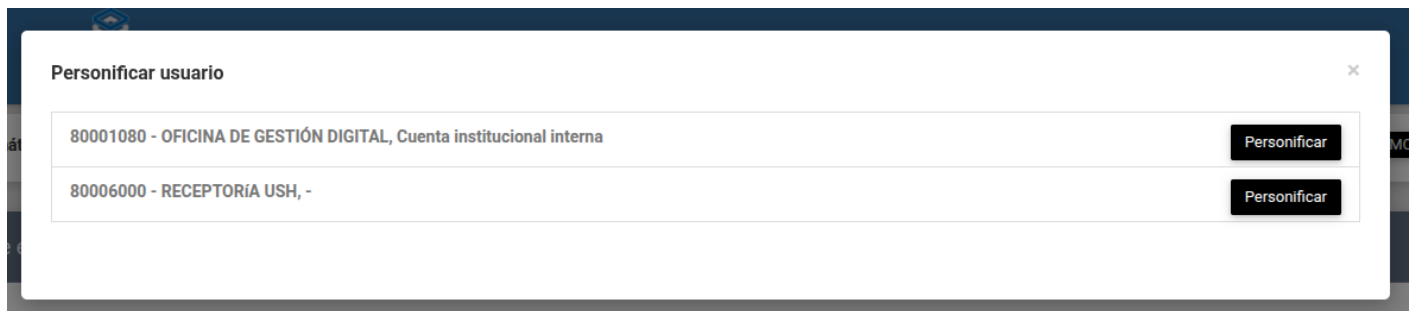 Personificar usuario
×
80001080 - OFICINA DE GESTIÓN DIGITAL, Cuenta institucional interna
Personificar
80006000 - RECEPTORíA USH, -
Personificar